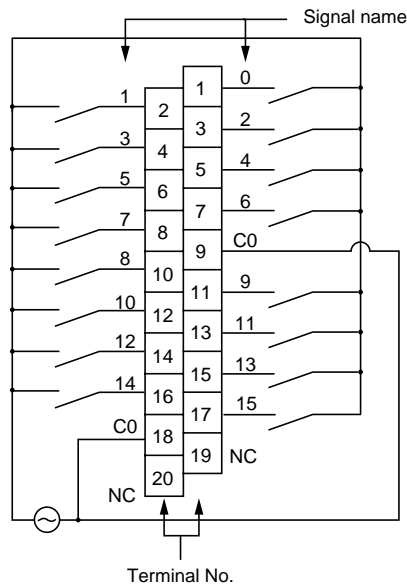 Signal name
1 0
1 2
3 2
3 4
5 4
5 6
7 6
7 8
9 C0
8 10
11 9
10 12
13 11
12 14
15 13
14 16
17 15
C0 18
19 NC
NC 20
Terminal No.